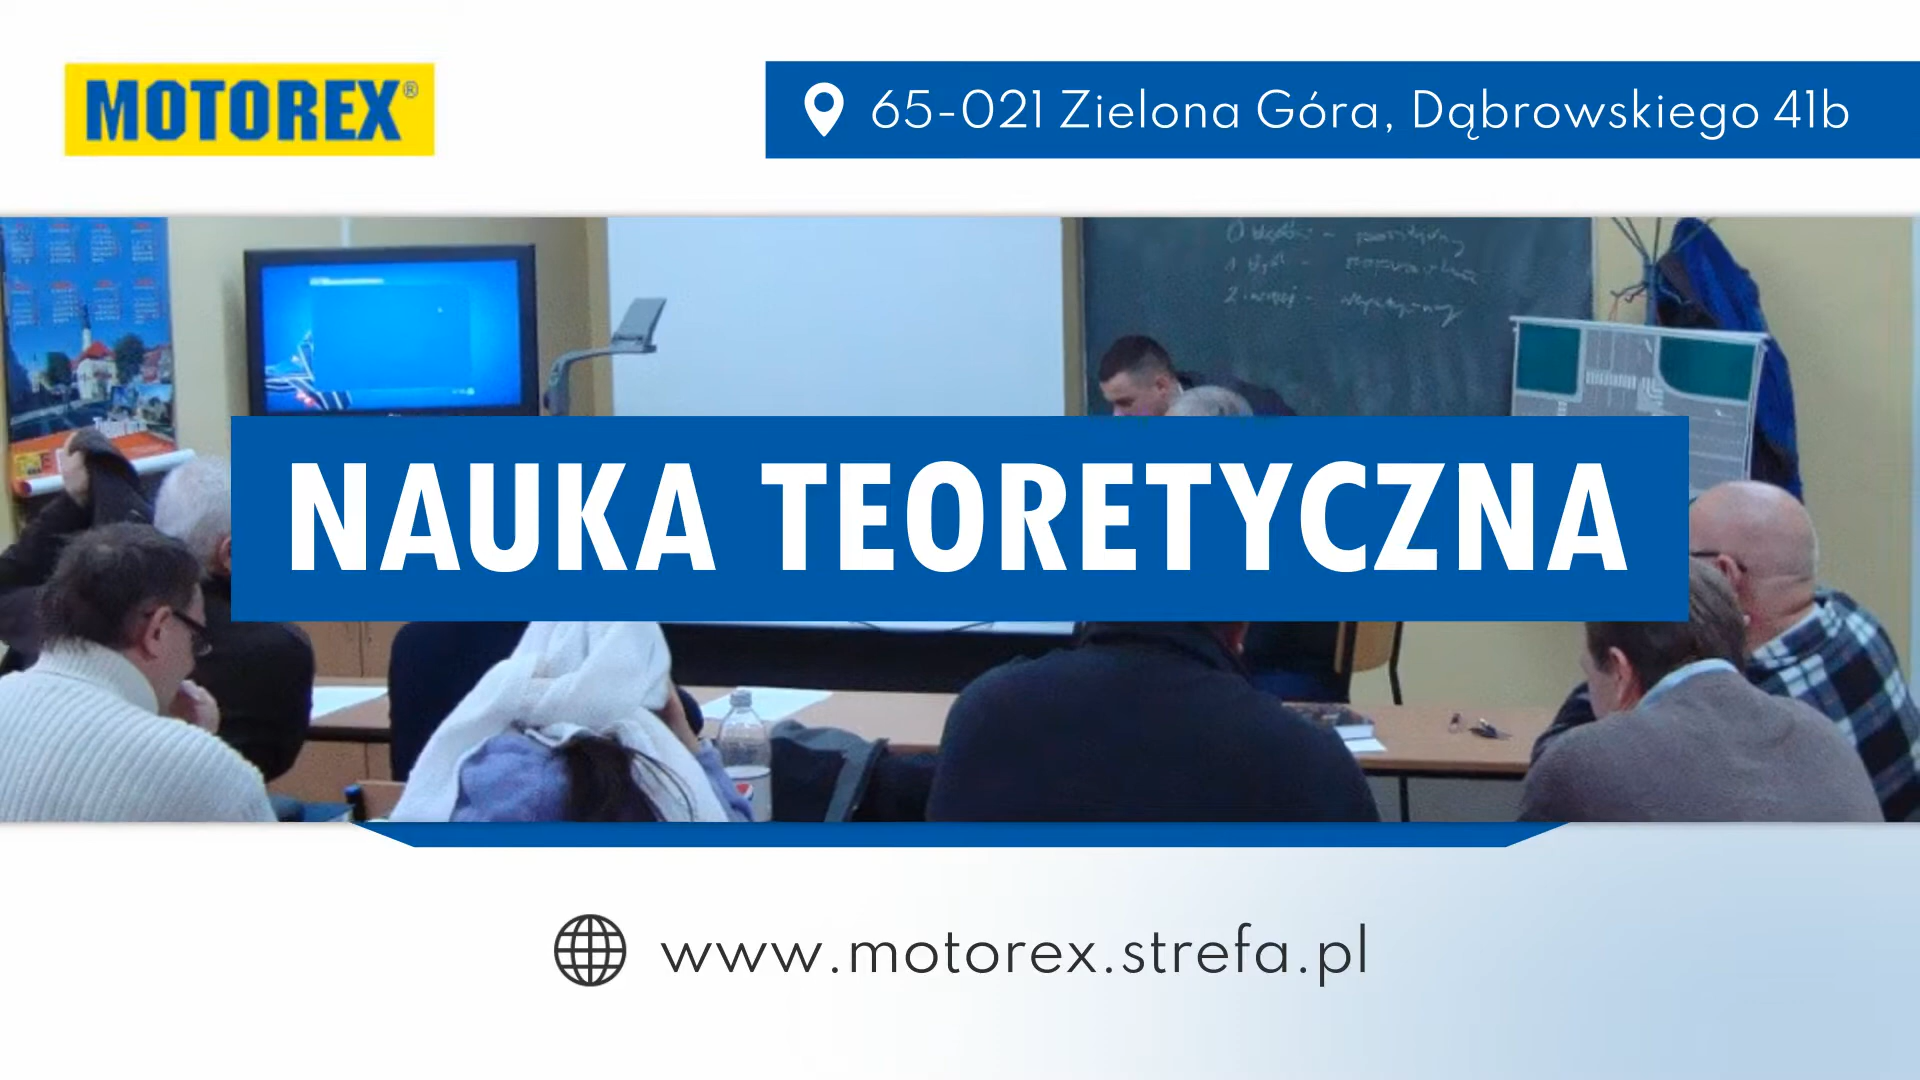 MOTOREX®
65-021 Zielona Góra, Dąbrowskiego 41b
NAUKA TEORETYCZNA
www.motorex.strefa.pl